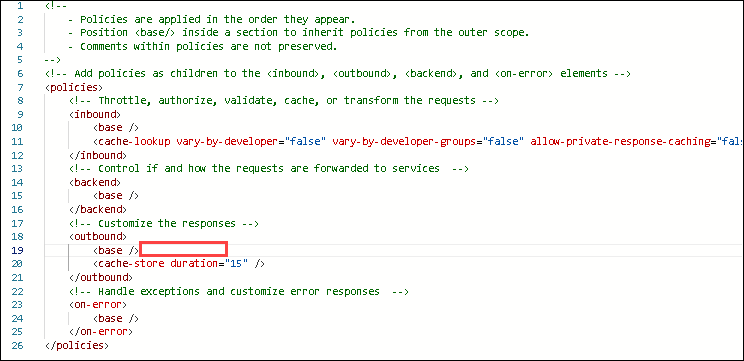 1 <!--
2 - Policies are applied in the order they appear.
3 - Position <base/> inside a section to inherit policies from the outer scope.
4 - Comments within policies are not preserved.
5 -->
6 <!-- Add policies as children to the <inbound>, <outbound>, <backend>, and <on-error> elements -->
7 <policies>
8 <!-- Throttle, authorize, validate, cache, or transform the requests -->
9 <inbound>
10 <base />
11 <cache-lookup vary-by-developer="false" vary-by-developer-groups="false" allow-private-response-caching="fals
12 </inbound>
13 <!-- Control if and how the requests are forwarded to services  -->
14 <backend>
15 <base />
16 </backend>
17 <!-- Customize the responses -->
18 <outbound>
19 <base />
20 <cache-store duration="15" />
21 </outbound>
22 <!-- Handle exceptions and customize error responses  -->
23 <on-error>
24 <base />
25 </on-error>
26 </policies>